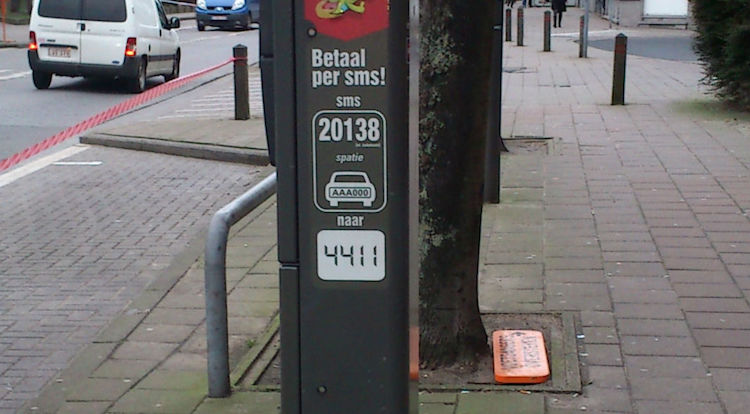 Betaal
per sms!
sms
20138
spatie
AAA000
naar
4411